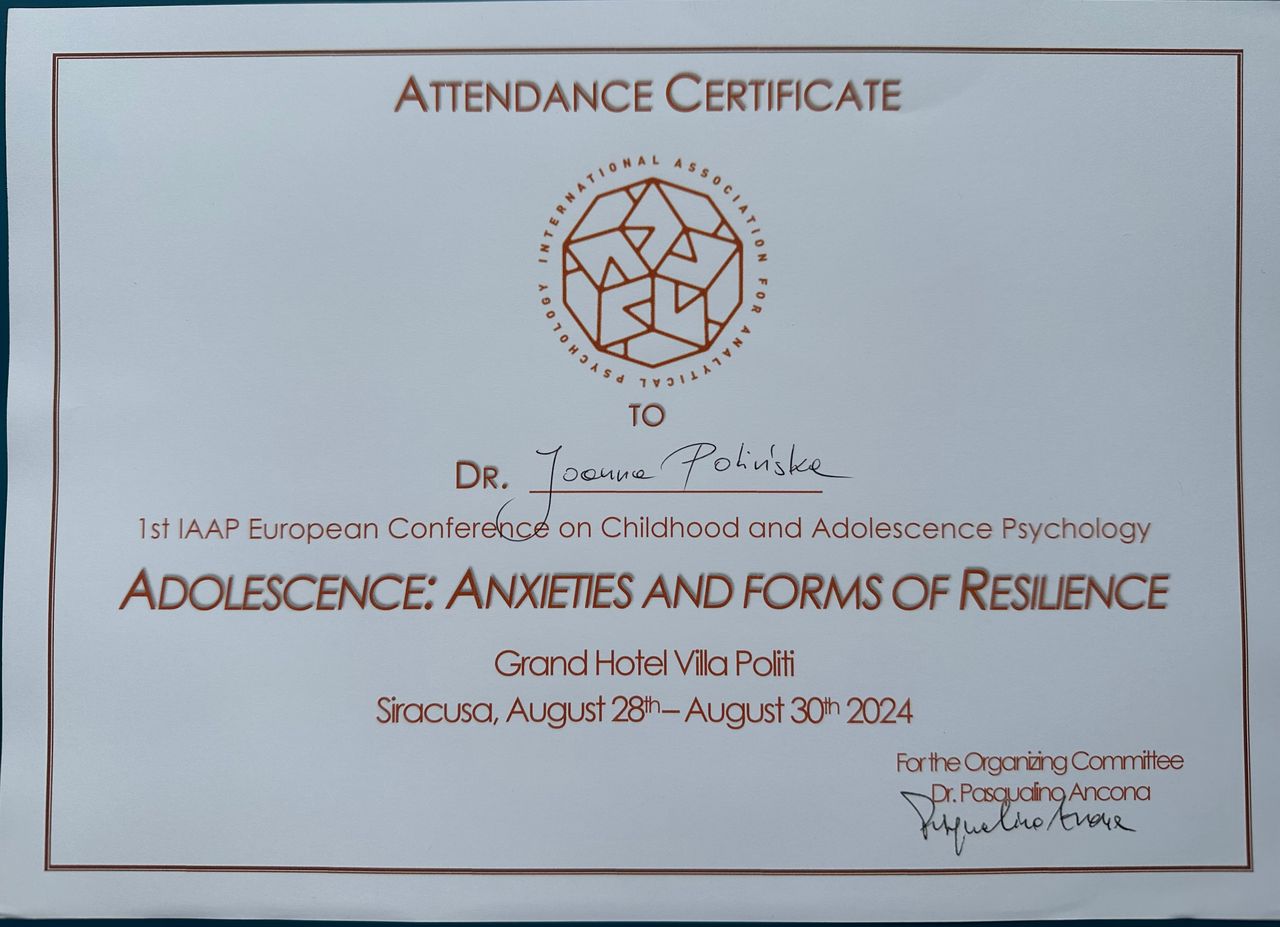 ATTENDANCE CERTIFICATE
INTERNATIONAL ASSOCIATION FOR ANALYTICAL PSYCHOLOGY
TO
DR. Joanna Polińska
1st IAAP European Conference on Childhood and Adolescence Psychology
ADOLESCENCE: ANXIETIES AND FORMS OF RESILIENCE
Grand Hotel Villa Politi
Siracusa, August 28th – August 30th 2024
For the Organizing Committee
Dr. Pasqualino Ancona
Pasqualino Ancona